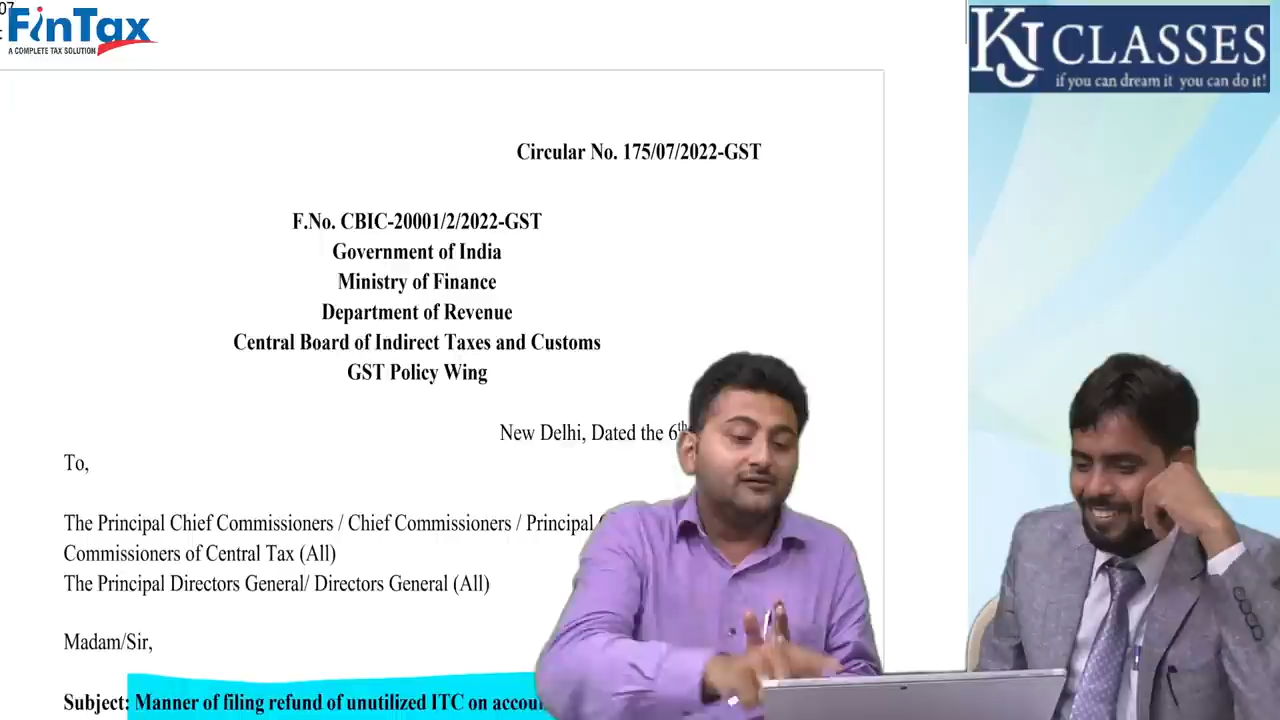 07
FinTax
A COMPLETE TAX SOLUTION
KJ CLASSES
if you can dream it you can do it!
Circular No. 175/07/2022-GST
F.No. CBIC-20001/2/2022-GST
Government of India
Ministry of Finance
Department of Revenue
Central Board of Indirect Taxes and Customs
GST Policy Wing
New Delhi, Dated the 6th
To,
The Principal Chief Commissioners / Chief Commissioners / Principal
Commissioners of Central Tax (All)
The Principal Directors General/ Directors General (All)
Madam/Sir,
Subject: Manner of filing refund of unutilized ITC on